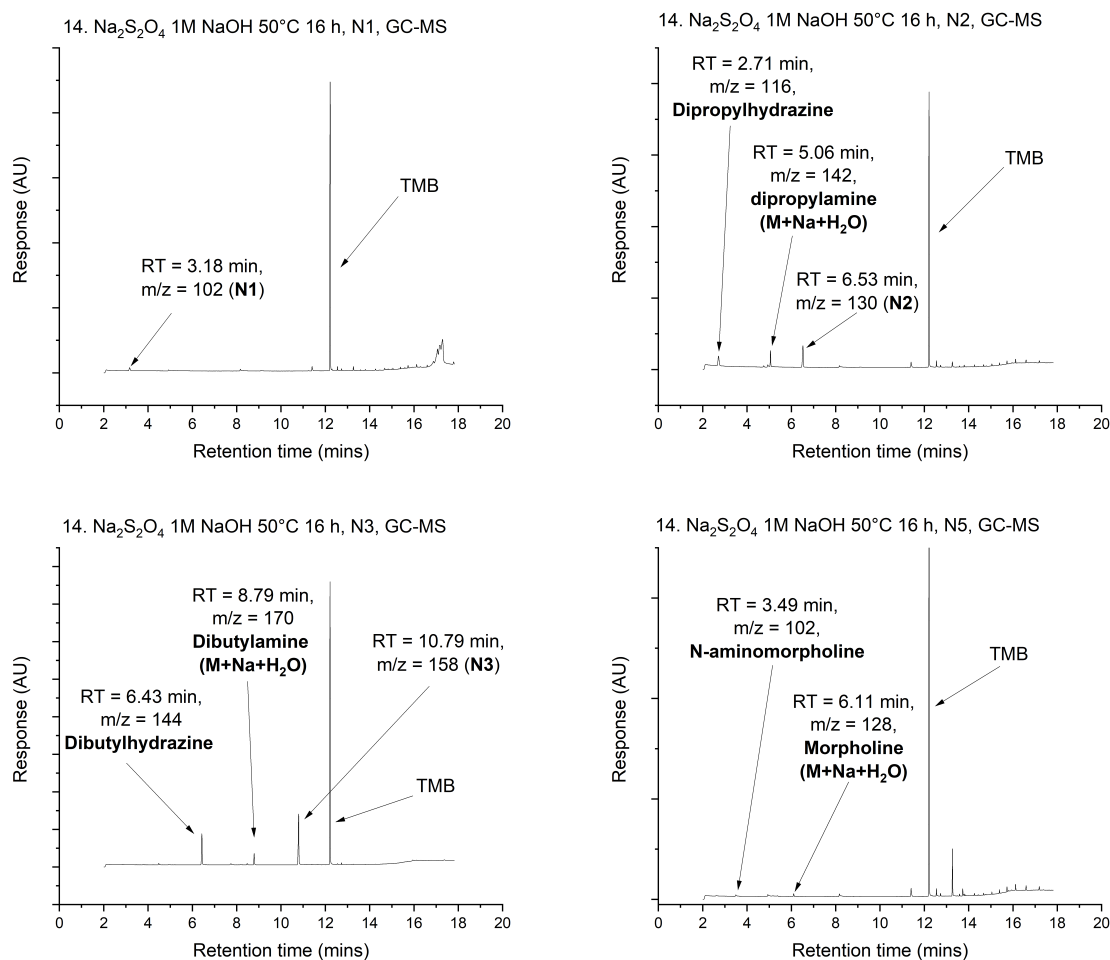 14. Na₂S₂O₄ 1M NaOH 50°C 16 h, N1, GC-MS
Response (AU)
TMB
RT = 3.18 min,
m/z = 102 (N1)
0 2 4 6 8 10 12 14 16 18 20
Retention time (mins)
14. Na₂S₂O₄ 1M NaOH 50°C 16 h, N2, GC-MS
Response (AU)
RT = 2.71 min,
m/z = 116,
Dipropylhydrazine
RT = 5.06 min,
m/z = 142,
dipropylamine
(M+Na+H₂O)
TMB
RT = 6.53 min,
m/z = 130 (N2)
0 2 4 6 8 10 12 14 16 18 20
Retention time (mins)
14. Na₂S₂O₄ 1M NaOH 50°C 16 h, N3, GC-MS
Response (AU)
RT = 8.79 min,
m/z = 170
Dibutylamine
(M+Na+H₂O)
RT = 10.79 min,
m/z = 158 (N3)
RT = 6.43 min,
m/z = 144
Dibutylhydrazine
TMB
0 2 4 6 8 10 12 14 16 18 20
Retention time (mins)
14. Na₂S₂O₄ 1M NaOH 50°C 16 h, N5, GC-MS
Response (AU)
RT = 3.49 min,
m/z = 102,
N-aminomorpholine
TMB
RT = 6.11 min,
m/z = 128,
Morpholine
(M+Na+H₂O)
0 2 4 6 8 10 12 14 16 18 20
Retention time (mins)